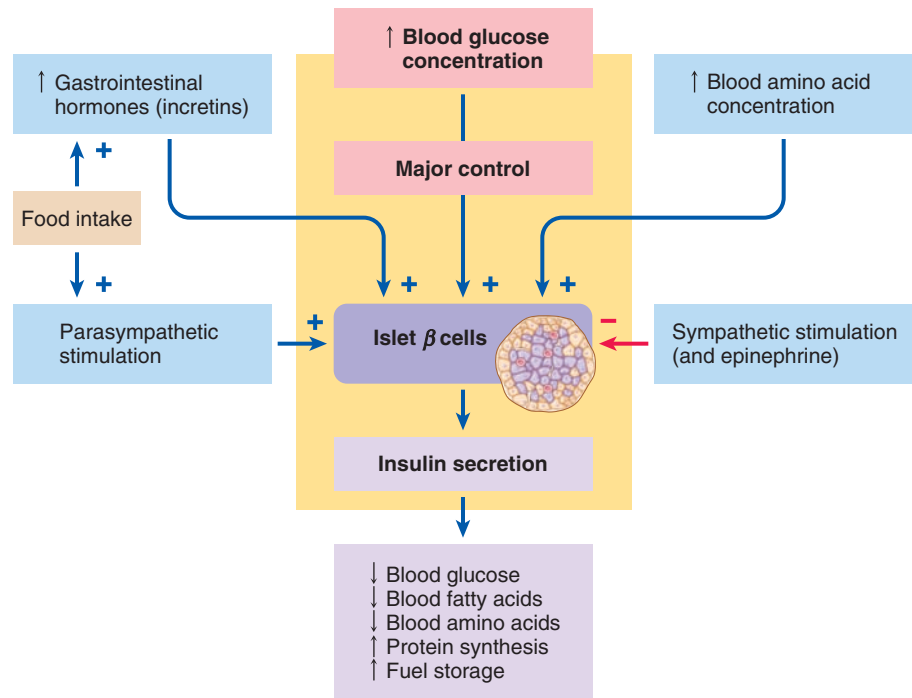 ↑ Blood glucose
concentration
↑ Gastrointestinal
hormones (incretins)
↑ Blood amino acid
concentration
+
Major control
Food intake
+
+
+
+
Parasympathetic
stimulation
+
Islet β cells
−
Sympathetic stimulation
(and epinephrine)
Insulin secretion
↓ Blood glucose
↓ Blood fatty acids
↓ Blood amino acids
↑ Protein synthesis
↑ Fuel storage